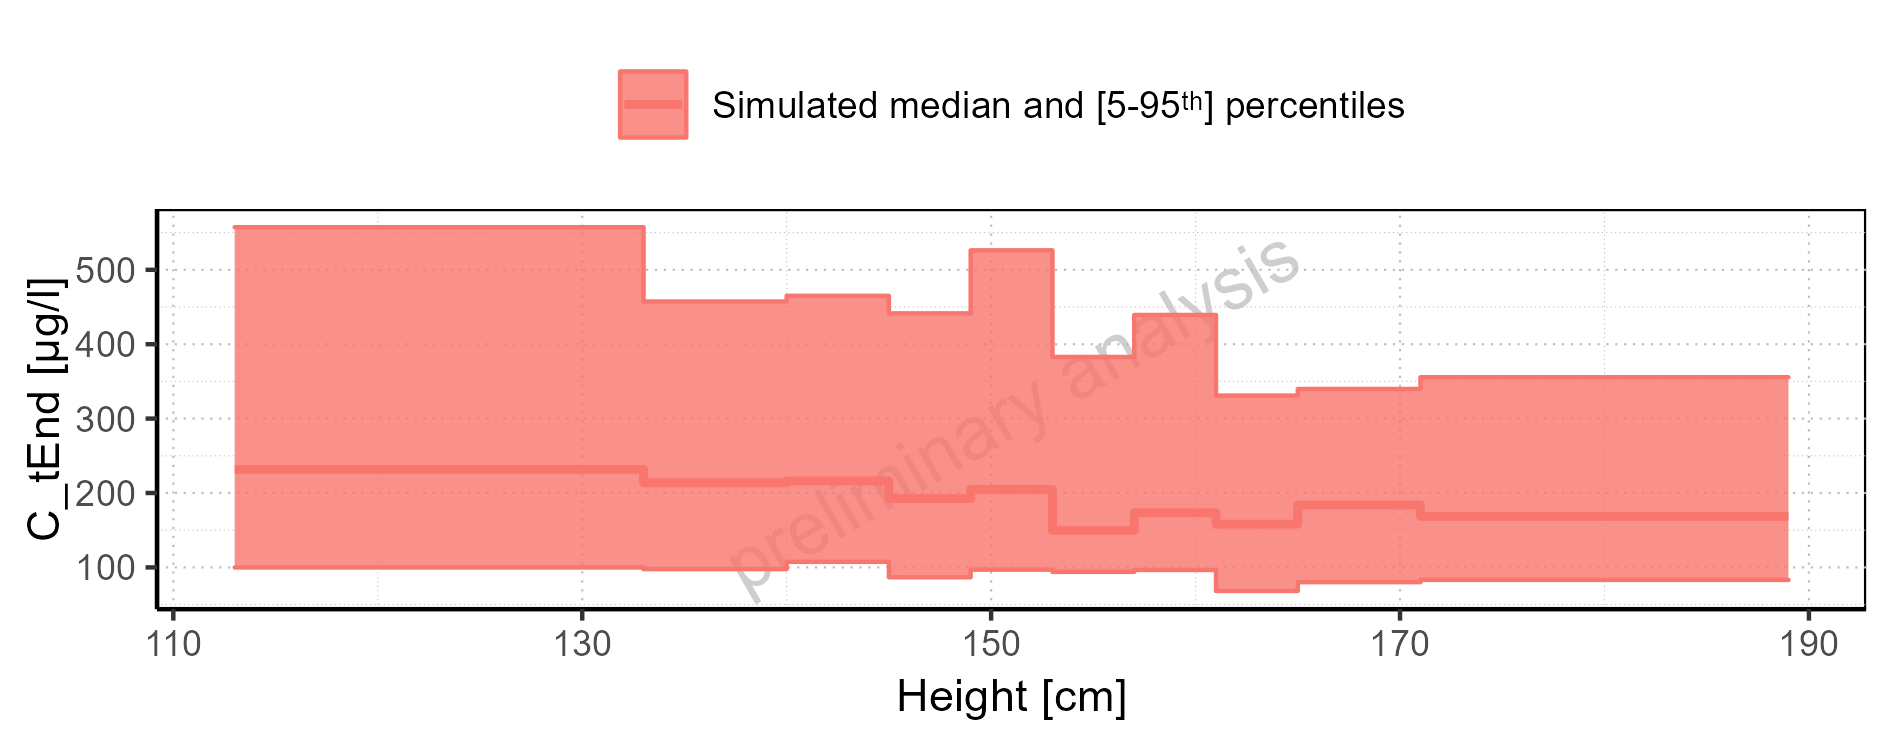 Simulated median and [5-95th] percentiles
C_tEnd [µg/l]
500
400
300
200
100
preliminary analysis
110 130 150 170 190
Height [cm]